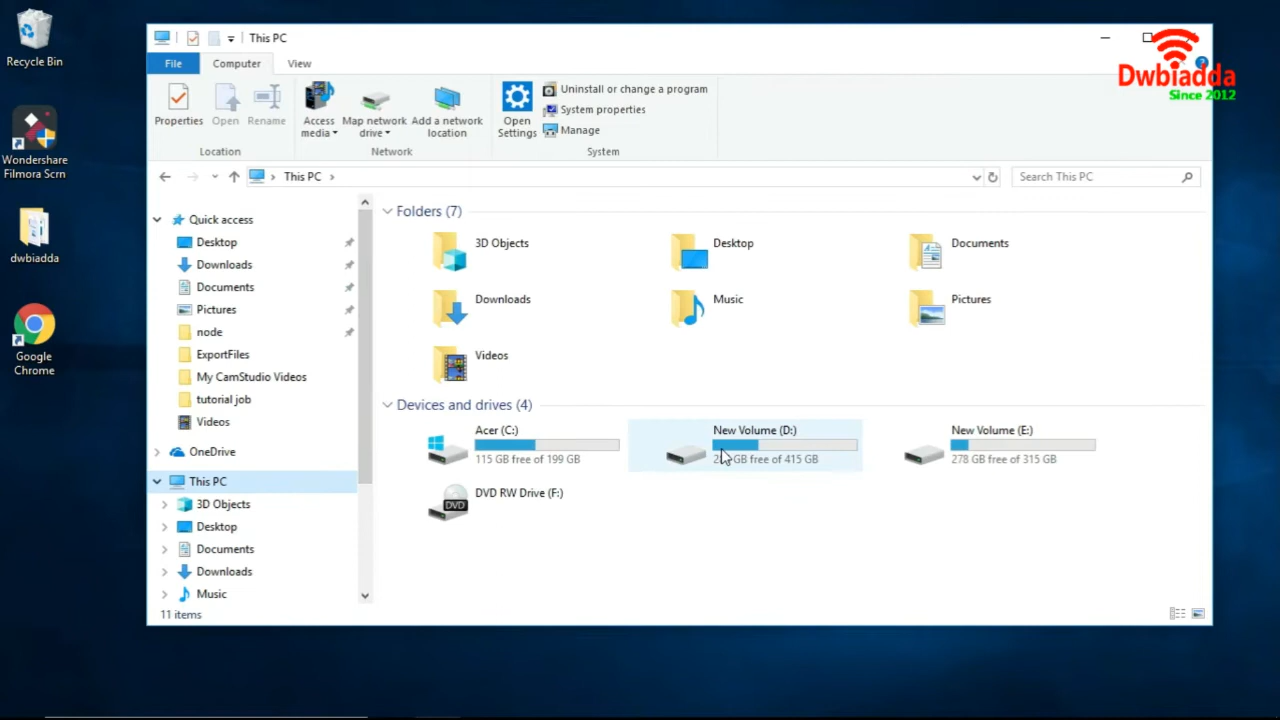 Recycle Bin
Wondershare
Filmora Scrn
dwbiadda
Google
Chrome
This PC
Dwbiadda
Since 2012
File
Computer
View
Properties
Open
Rename
Location
Access
media
Map network
drive
Add a network
location
Network
Open
Settings
Uninstall or change a program
System properties
Manage
System
This PC
Search This PC
Quick access
Desktop
Downloads
Documents
Pictures
node
ExportFiles
My CamStudio Videos
tutorial job
Videos
OneDrive
This PC
3D Objects
Desktop
Documents
Downloads
Music
Folders (7)
3D Objects
Desktop
Documents
Downloads
Music
Pictures
Videos
Devices and drives (4)
Acer (C:)
115 GB free of 199 GB
New Volume (D:)
GB free of 415 GB
New Volume (E:)
278 GB free of 315 GB
DVD RW Drive (F:)
DVD
11 items